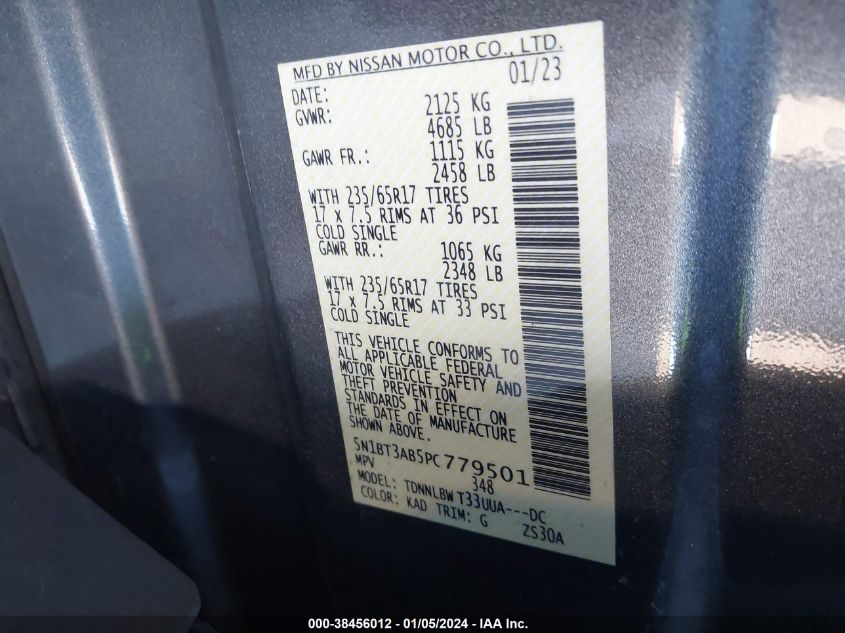 MFD BY NISSAN MOTOR CO., LTD.
DATE: 01/23
GVWR: 2125 KG
4685 LB
GAWR FR.: 1115 KG
2458 LB
WITH 235/65R17 TIRES
17 x 7.5 RIMS AT 36 PSI
COLD SINGLE
GAWR RR.: 1065 KG
2348 LB
WITH 235/65R17 TIRES
17 x 7.5 RIMS AT 33 PSI
COLD SINGLE
THIS VEHICLE CONFORMS TO
ALL APPLICABLE FEDERAL
MOTOR VEHICLE SAFETY AND
THEFT PREVENTION
STANDARDS IN EFFECT ON
THE DATE OF MANUFACTURE
SHOWN ABOVE.
5N1BT3AB5PC779501
MPV 348
MODEL: TDNNLBW T33UUA---DC
COLOR: KAD TRIM: G ZS30A
000-38456012 - 01/05/2024 - IAA Inc.